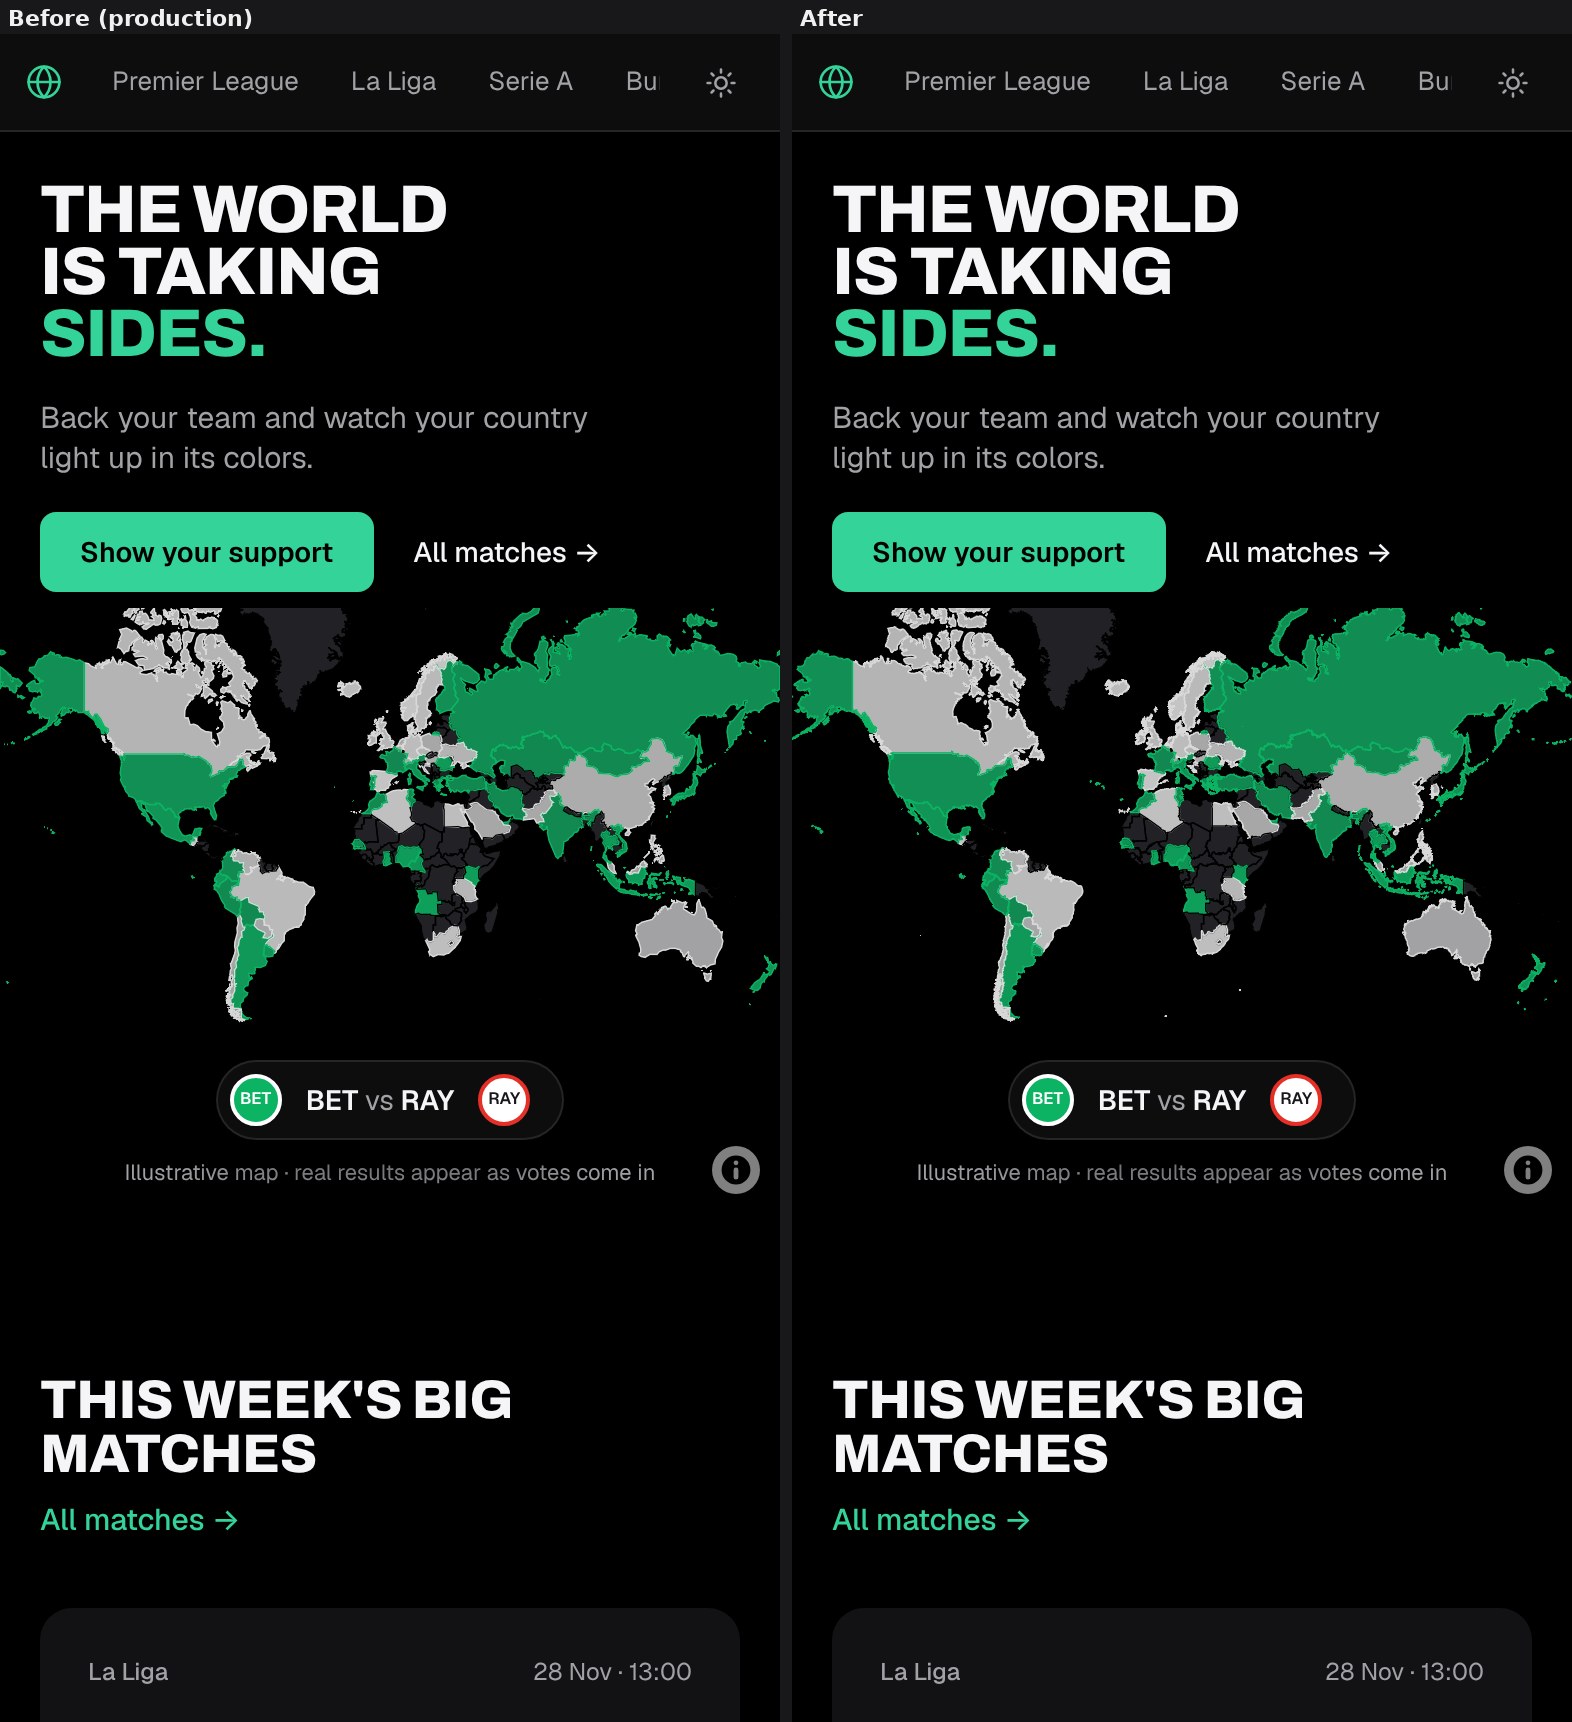 Before (production)
Premier League La Liga Serie A Bu
THE WORLD
IS TAKING
SIDES.
Back your team and watch your country
light up in its colors.
Show your support All matches →
BET BET vs RAY RAY
Illustrative map · real results appear as votes come in
THIS WEEK'S BIG
MATCHES
All matches →
La Liga 28 Nov · 13:00
After
Premier League La Liga Serie A Bu
THE WORLD
IS TAKING
SIDES.
Back your team and watch your country
light up in its colors.
Show your support All matches →
BET BET vs RAY RAY
Illustrative map · real results appear as votes come in
THIS WEEK'S BIG
MATCHES
All matches →
La Liga 28 Nov · 13:00